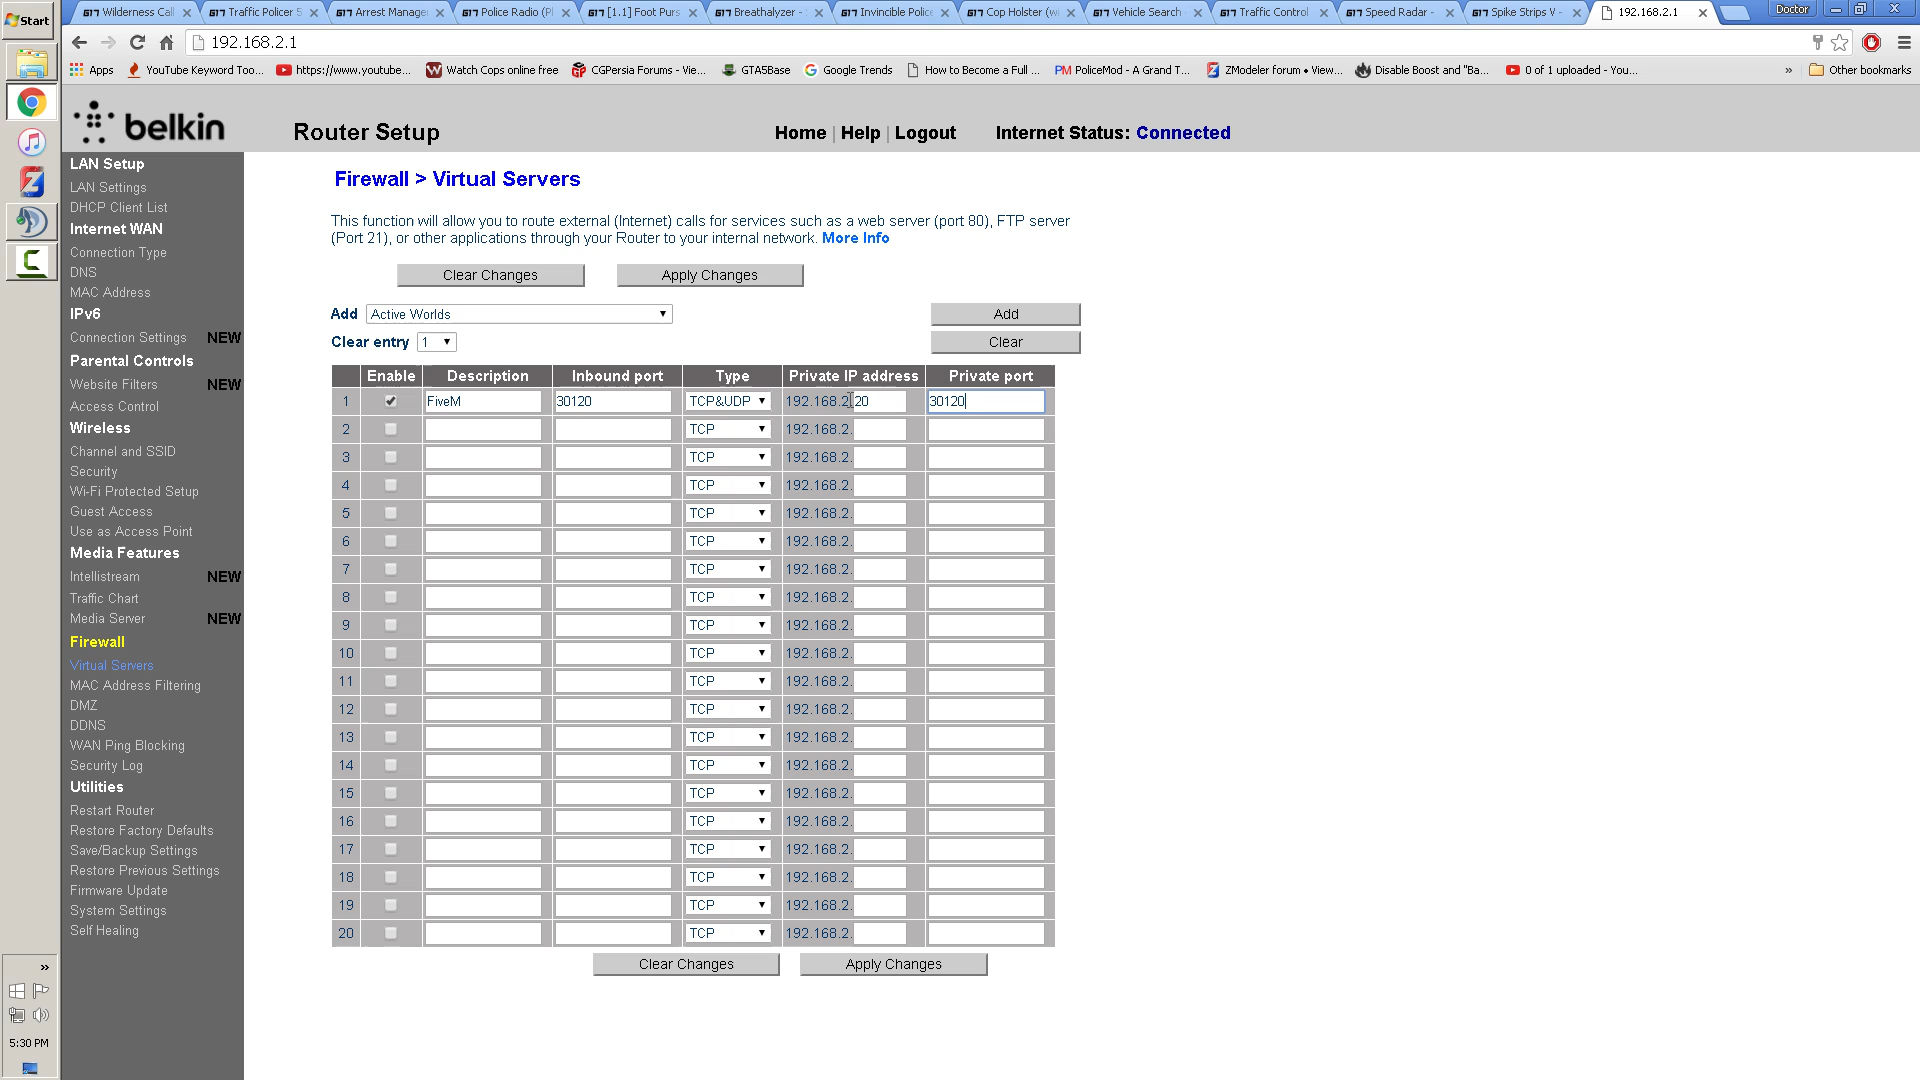 Start
Wilderness Call
Traffic Policer 5
Arrest Manage
Police Radio (Pl
[1.1] Foot Purs
Breathalyzer -
Invincible Polic
Cop Holster (wi
Vehicle Search -
Traffic Control
Speed Radar -
Spike Strips V -
192.168.2.1
Doctor
192.168.2.1
Apps
YouTube Keyword Too...
https://www.youtube...
Watch Cops online free
CGPersia Forums - Vie...
GTA5Base
Google Trends
How to Become a Full ...
PM PoliceMod - A Grand T...
ZModeler forum • View...
Disable Boost and "Ba...
0 of 1 uploaded - You...
» Other bookmarks
belkin
Router Setup
Home | Help | Logout
Internet Status: Connected
LAN Setup
LAN Settings
DHCP Client List
Internet WAN
Connection Type
DNS
MAC Address
IPv6
Connection Settings NEW
Parental Controls
Website Filters NEW
Access Control
Wireless
Channel and SSID
Security
Wi-Fi Protected Setup
Guest Access
Use as Access Point
Media Features
Intellistream NEW
Traffic Chart
Media Server NEW
Firewall
Virtual Servers
MAC Address Filtering
DMZ
DDNS
WAN Ping Blocking
Security Log
Utilities
Restart Router
Restore Factory Defaults
Save/Backup Settings
Restore Previous Settings
Firmware Update
System Settings
Self Healing
»
5:30 PM
Firewall > Virtual Servers
This function will allow you to route external (Internet) calls for services such as a web server (port 80), FTP server
(Port 21), or other applications through your Router to your internal network. More Info
Clear Changes Apply Changes
Add Active Worlds Add
Clear entry 1 Clear
Enable Description Inbound port Type Private IP address Private port
1 FiveM 30120 TCP&UDP 192.168.2.20 30120
2 TCP 192.168.2.
3 TCP 192.168.2.
4 TCP 192.168.2.
5 TCP 192.168.2.
6 TCP 192.168.2.
7 TCP 192.168.2.
8 TCP 192.168.2.
9 TCP 192.168.2.
10 TCP 192.168.2.
11 TCP 192.168.2.
12 TCP 192.168.2.
13 TCP 192.168.2.
14 TCP 192.168.2.
15 TCP 192.168.2.
16 TCP 192.168.2.
17 TCP 192.168.2.
18 TCP 192.168.2.
19 TCP 192.168.2.
20 TCP 192.168.2.
Clear Changes Apply Changes